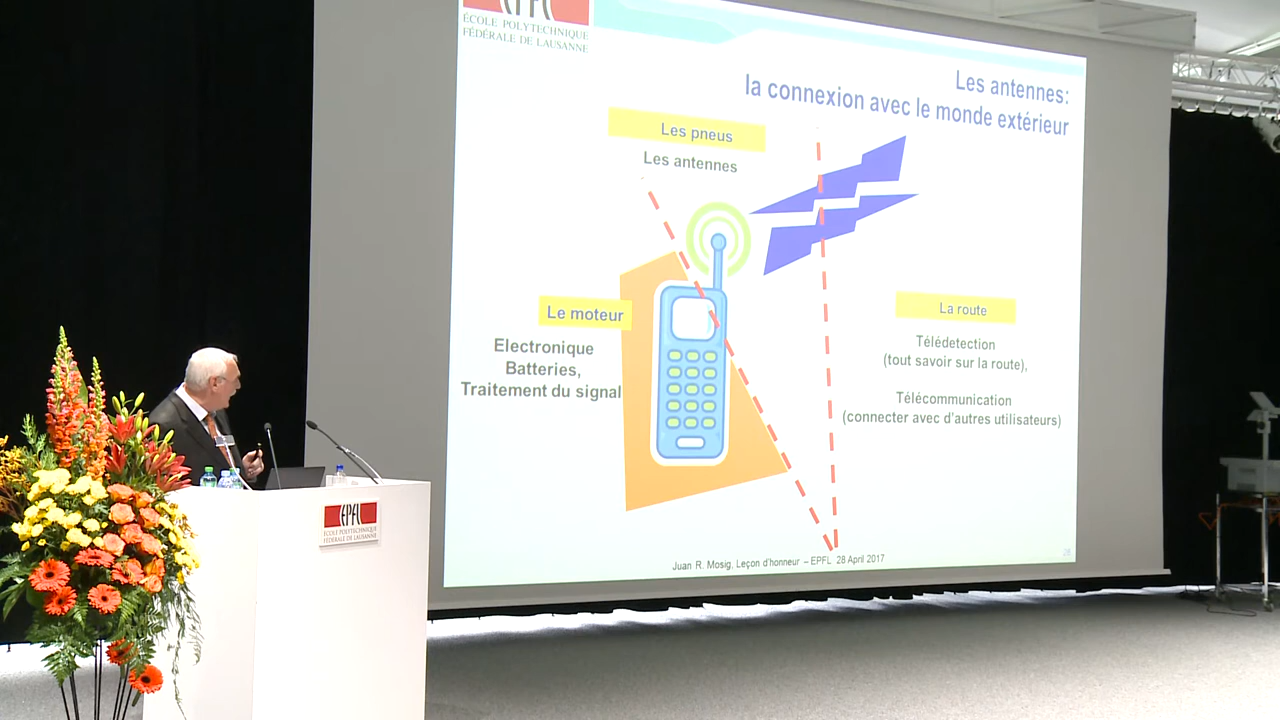 EPFL
ÉCOLE POLYTECHNIQUE
FÉDÉRALE DE LAUSANNE
Les antennes:
la connexion avec le monde extérieur
Les pneus
Les antennes
Le moteur
Electronique
Batteries,
Traitement du signal
La route
Télédetection
(tout savoir sur la route),
Télécommunication
(connecter avec d'autres utilisateurs)
Juan R. Mosig, Leçon d'honneur – EPFL 28 April 2017
28
EPFL
ÉCOLE POLYTECHNIQUE
FÉDÉRALE DE LAUSANNE